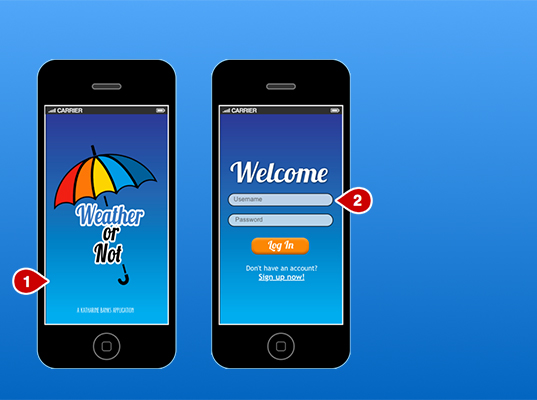 CARRIER
Weather
or
Not
A KATHARINE BANKS APPLICATION
1
CARRIER
Welcome
Username
Password
Log In
Don't have an account?
Sign up now!
2